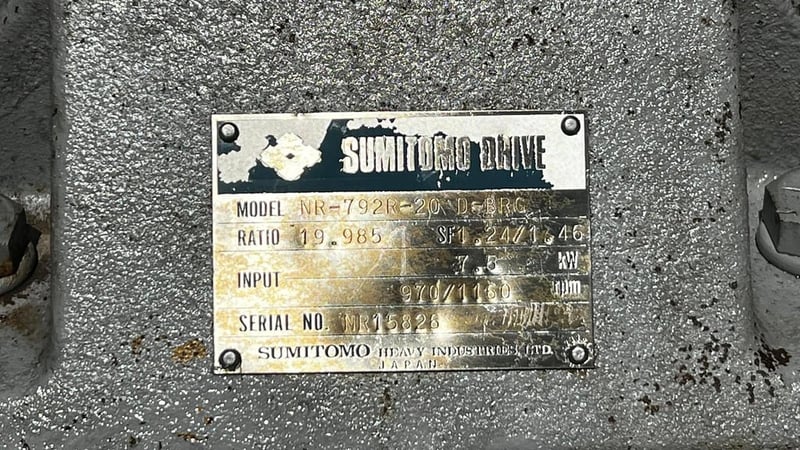 SUMITOMO DRIVE
MODEL NR-792R-20 D-BRG
RATIO 19.985 SF1.24/1.46
INPUT 7.5 kW
970/1160 rpm
SERIAL NO. NR15828
SUMITOMO HEAVY INDUSTRIES, LTD.
JAPAN